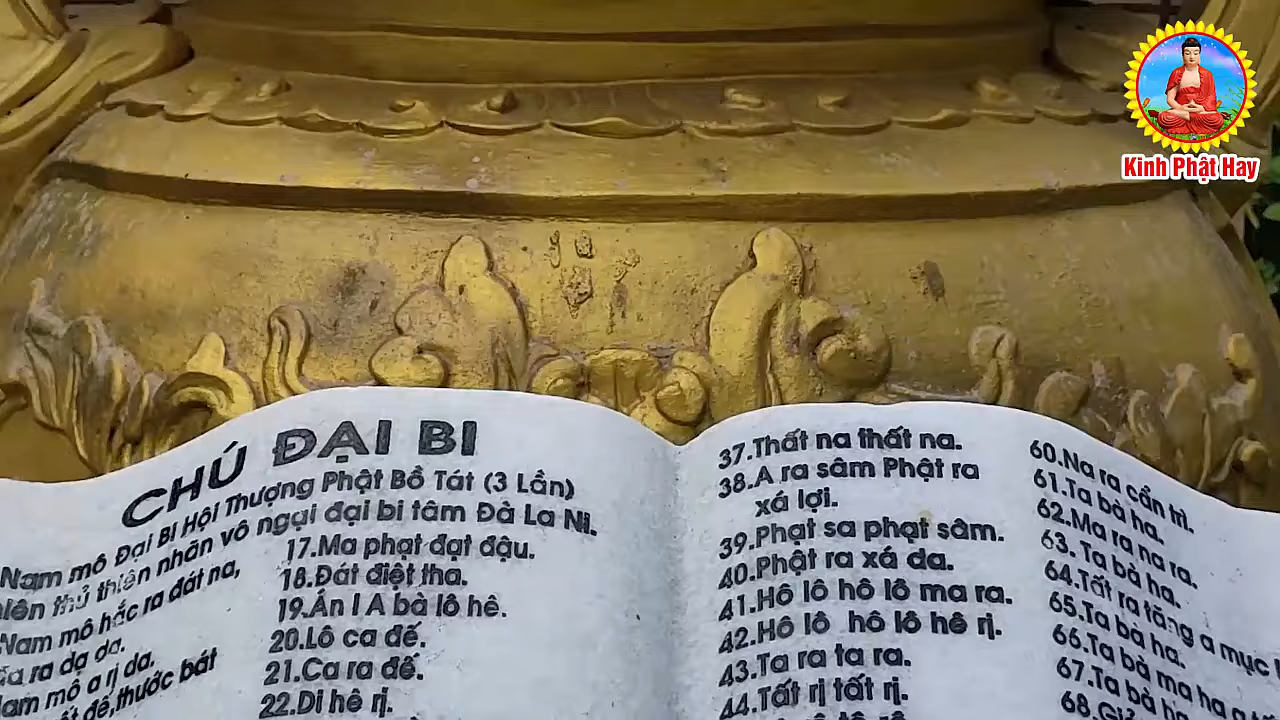 Kinh Phật Hay
CHÚ ĐẠI BI
Nam mô Đại Bi Hội Thượng Phật Bồ Tát (3 Lần)
thủ thiên nhãn vô ngại đại bi tâm Đà La Ni.
Nam mô hắc ra đát na,
ra dạ da.
mô a rị da.
đế,thước bát
17.Ma phạt đạt đậu.
18.Đát điệt tha.
19.Án I A bà lô hê.
20.Lô ca đế.
21.Ca ra đế.
22.Di hê rị.
37.Thất na thất na.
38.A ra sâm Phật ra
xá lợi.
39.Phạt sa phạt sâm.
40.Phật ra xá da.
41.Hô lô hô lô ma ra.
42.Hô lô hô lô hê rị.
43.Ta ra ta ra.
44.Tất rị tất rị.
60.Na ra cẩn trì.
61.Ta bà ha.
62.Ma ra na ra.
63. Ta bà ha.
64.Tất ra tăng a mục
65.Ta bà ha.
66.Ta bà ma ha a
67.Ta bà ha
68.